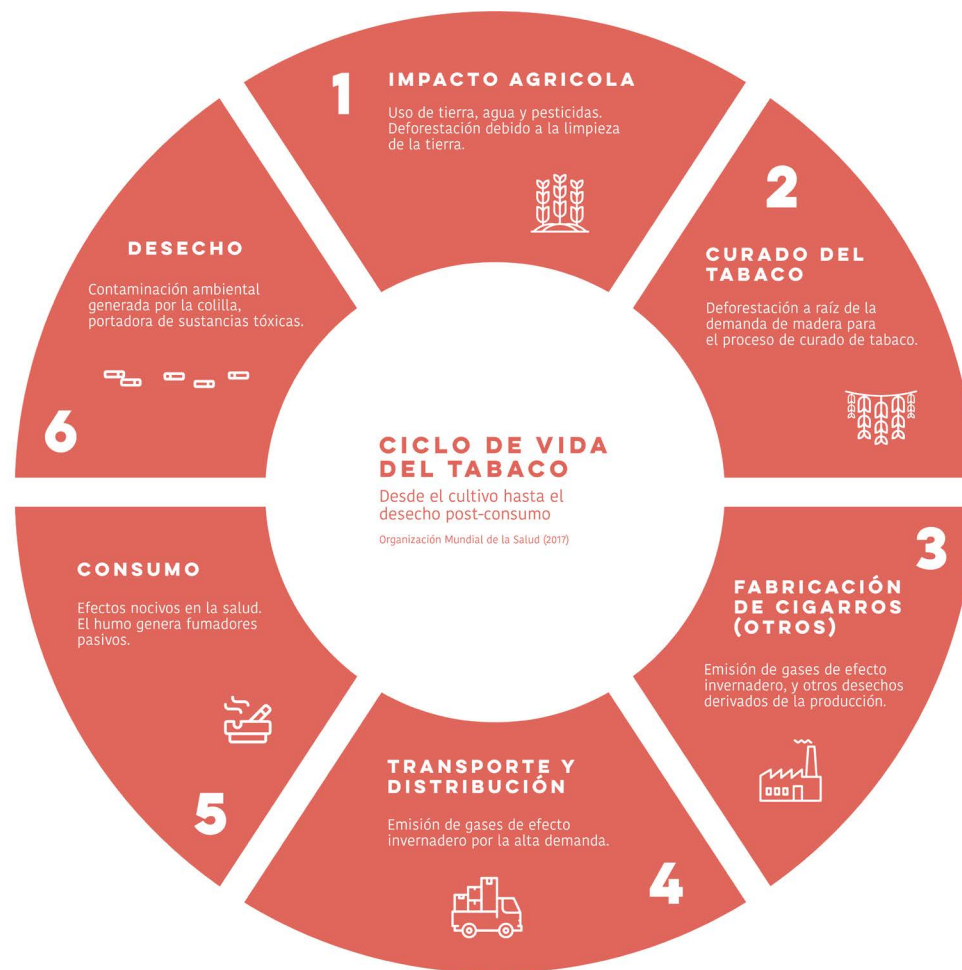 1
IMPACTO AGRICOLA
Uso de tierra, agua y pesticidas.
Deforestación debido a la limpieza
de la tierra.
2
CURADO DEL
TABACO
Deforestación a raíz de la
demanda de madera para
el proceso de curado de tabaco.
3
FABRICACIÓN
DE CIGARROS
(OTROS)
Emisión de gases de efecto
invernadero, y otros desechos
derivados de la producción.
TRANSPORTE Y
DISTRIBUCIÓN
Emisión de gases de efecto
invernadero por la alta demanda.
4
CONSUMO
Efectos nocivos en la salud.
El humo genera fumadores
pasivos.
5
DESECHO
Contaminación ambiental
generada por la colilla,
portadora de sustancias tóxicas.
6
CICLO DE VIDA
DEL TABACO
Desde el cultivo hasta el
desecho post-consumo
Organización Mundial de la Salud (2017)